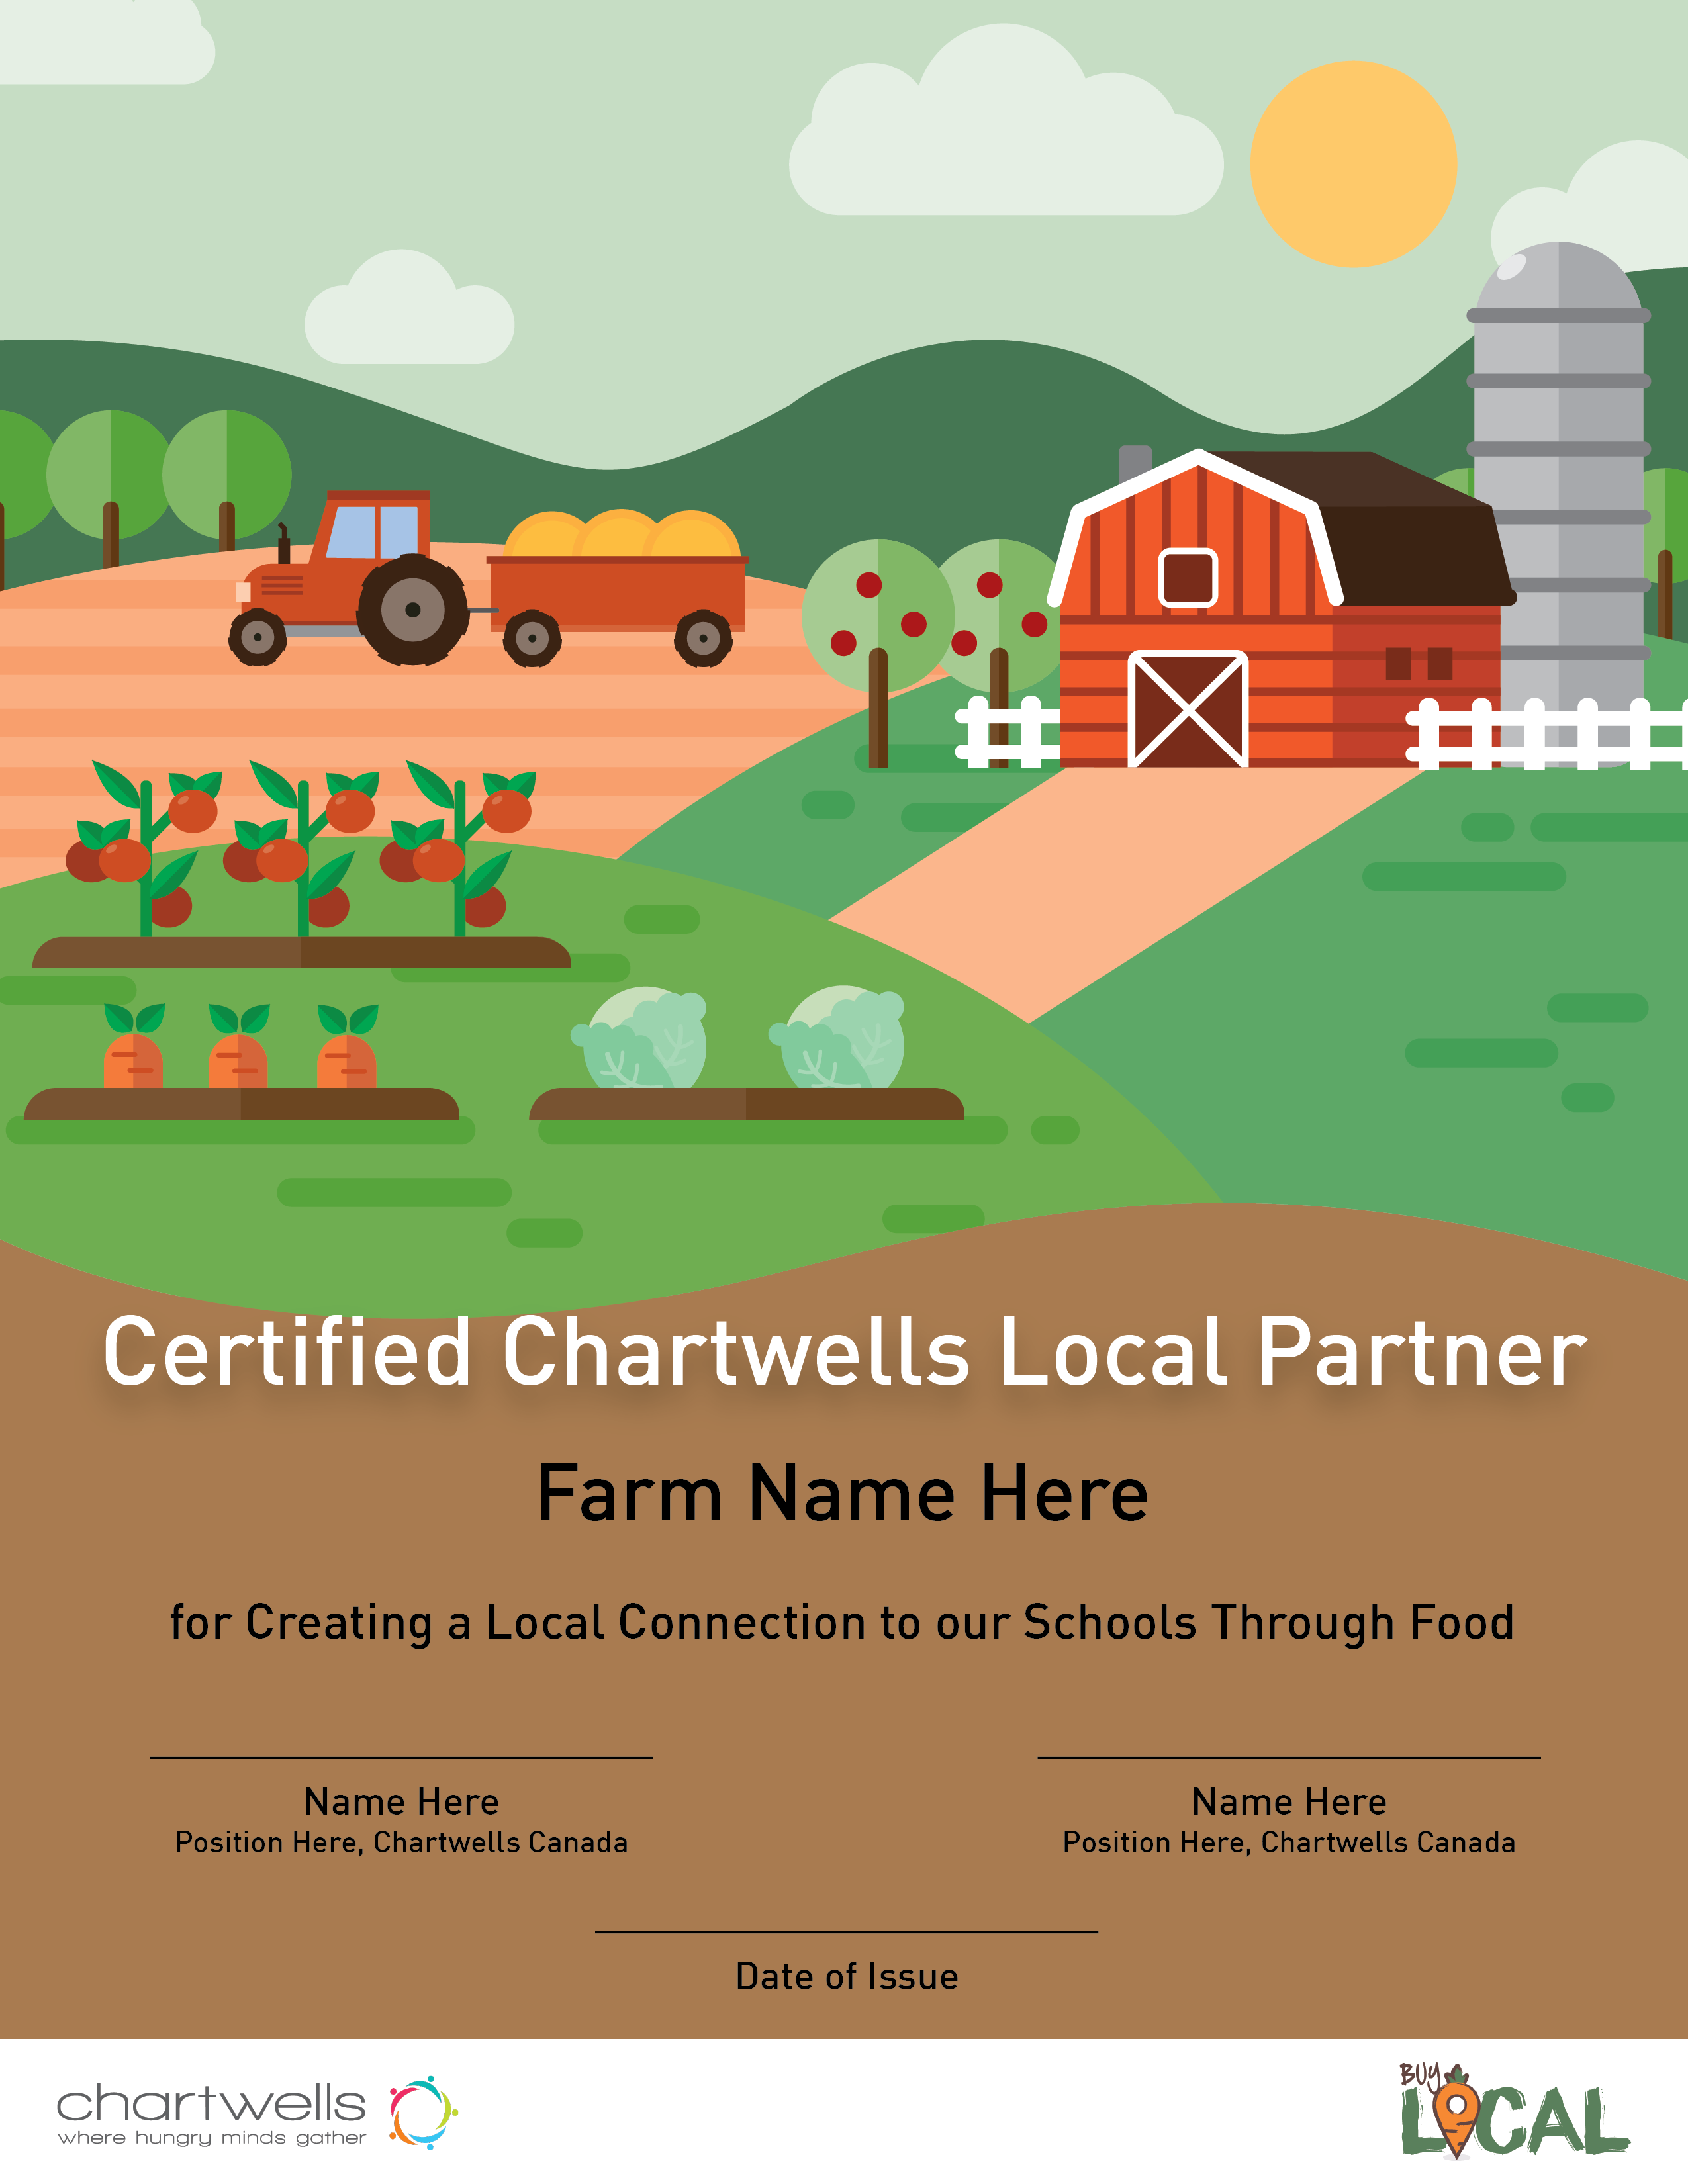 Certified Chartwells Local Partner
Farm Name Here
for Creating a Local Connection to our Schools Through Food
Name Here
Position Here, Chartwells Canada
Name Here
Position Here, Chartwells Canada
Date of Issue
chartwells
where hungry minds gather
BUY
LOCAL